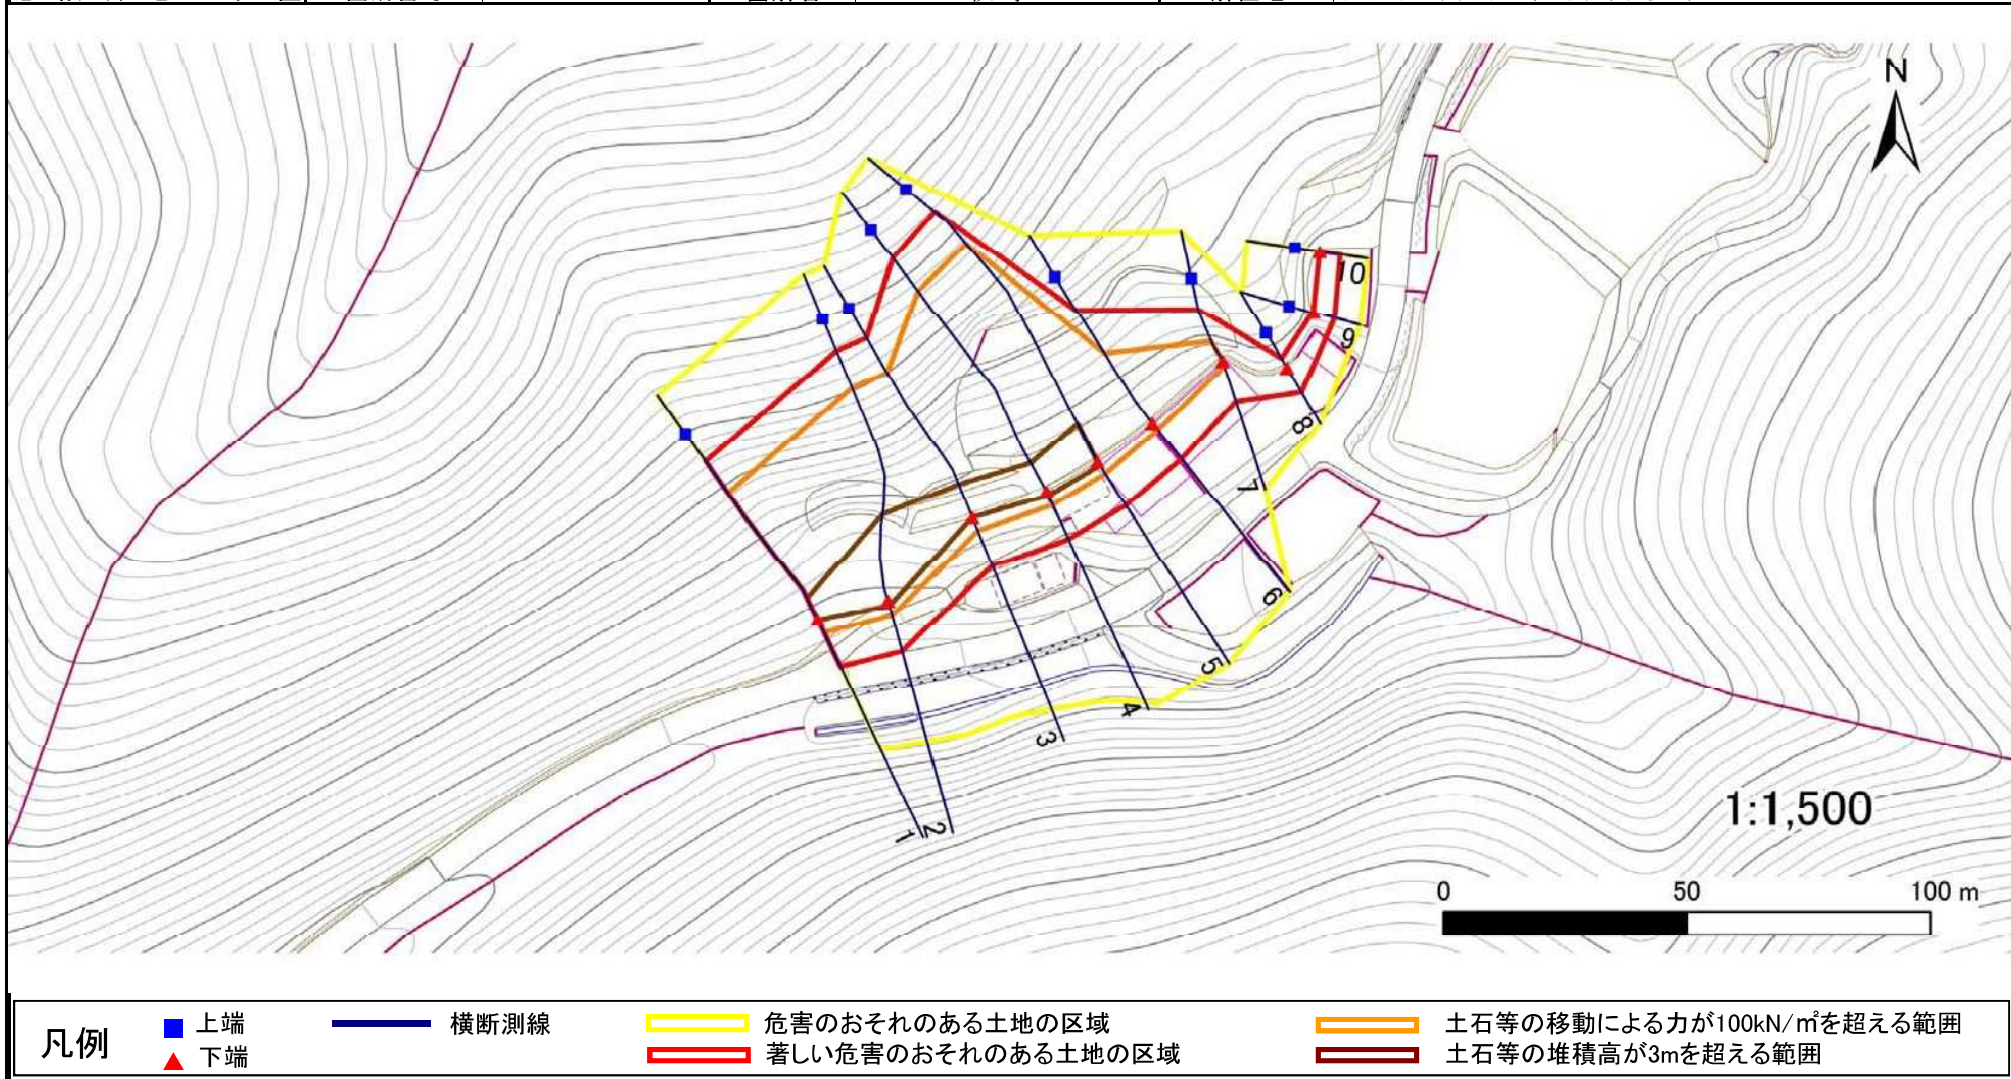 N
10
9
8
7
6
5
4
3
2
1
1:1,500
0 50 100 m
凡例
上端
下端
横断測線
危害のおそれのある土地の区域
著しい危害のおそれのある土地の区域
土石等の移動による力が100kN/㎡を超える範囲
土石等の堆積高が3mを超える範囲